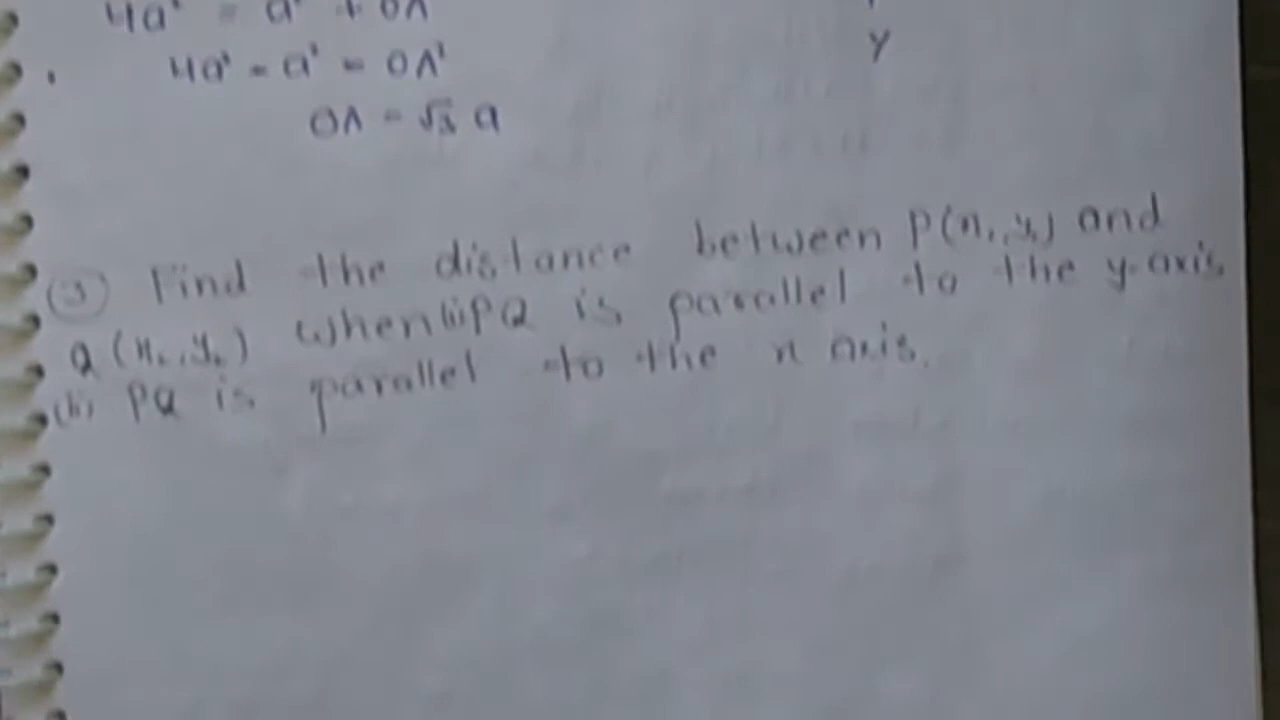 4a² = a² + OA
y
4a² - a² = OA²
OA = √3 a
(3) Find the distance between P(x₁, y₁) and
Q (x₂, y₂) when (i) PQ is parallel to the y-axis
(ii) PQ is parallel to the x axis.